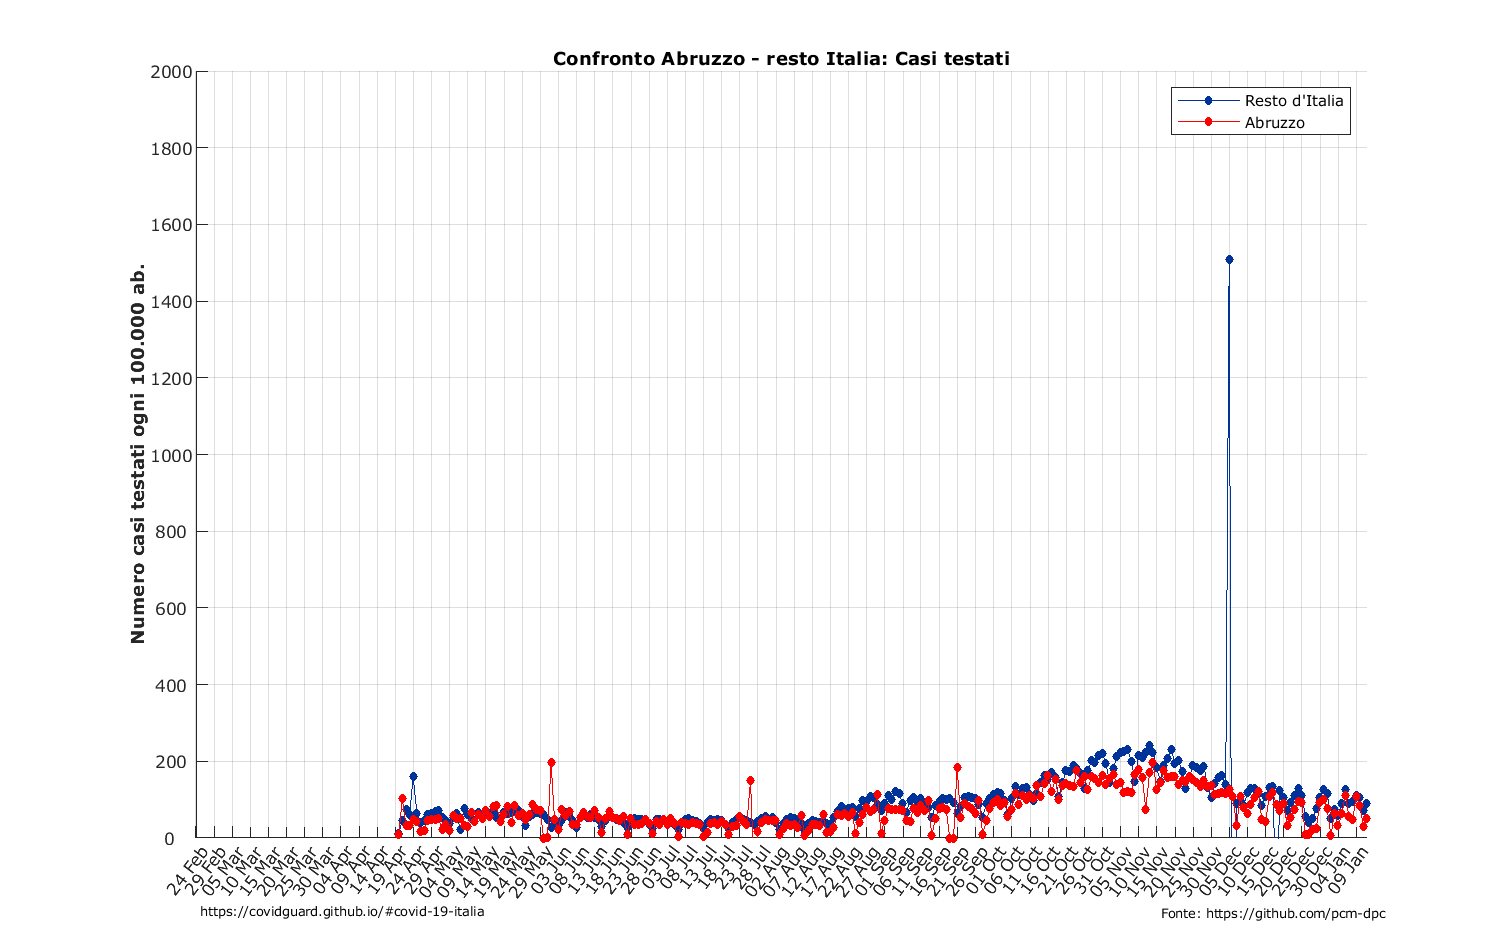 Confronto Abruzzo - resto Italia: Casi testati
Resto d'Italia
Abruzzo
Numero casi testati ogni 100.000 ab.
2000
1800
1600
1400
1200
1000
800
600
400
200
0
24 Feb
29 Feb
05 Mar
10 Mar
15 Mar
20 Mar
25 Mar
30 Mar
04 Apr
09 Apr
14 Apr
19 Apr
24 Apr
29 Apr
04 May
09 May
14 May
19 May
24 May
29 May
03 Jun
08 Jun
13 Jun
18 Jun
23 Jun
28 Jun
03 Jul
08 Jul
13 Jul
18 Jul
23 Jul
28 Jul
02 Aug
07 Aug
12 Aug
17 Aug
22 Aug
27 Aug
01 Sep
06 Sep
11 Sep
16 Sep
21 Sep
26 Sep
01 Oct
06 Oct
11 Oct
16 Oct
21 Oct
26 Oct
31 Oct
05 Nov
10 Nov
15 Nov
20 Nov
25 Nov
30 Nov
05 Dec
10 Dec
15 Dec
20 Dec
25 Dec
30 Dec
04 Jan
09 Jan
https://covidguard.github.io/#covid-19-italia
Fonte: https://github.com/pcm-dpc